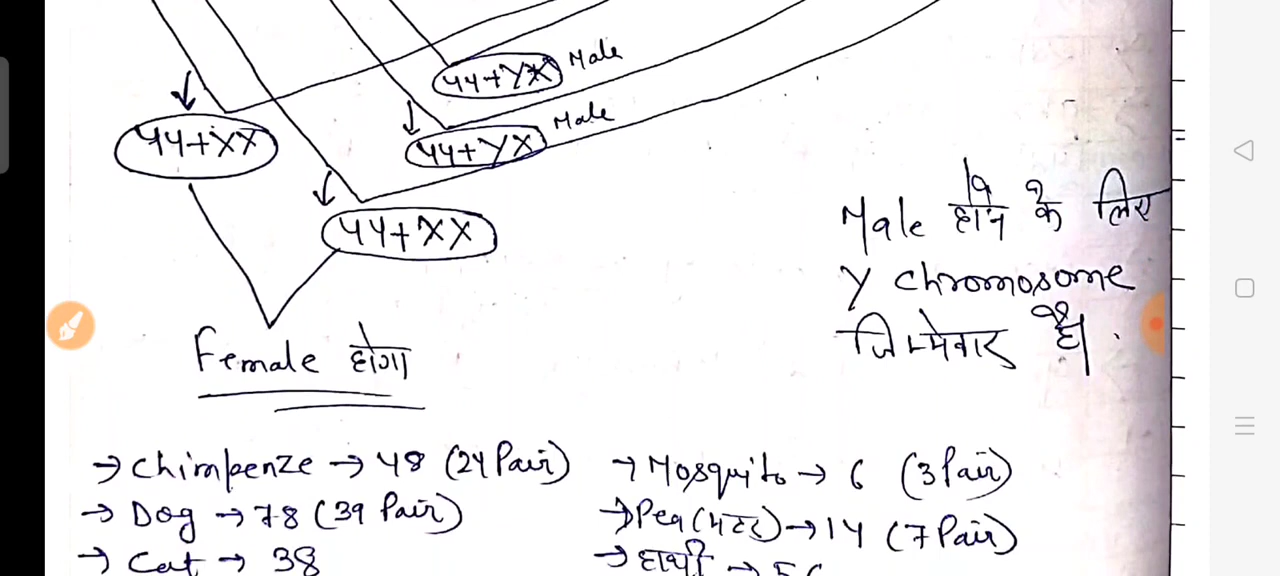 44+YX Male
44+YX Male
44+XX
44+XX
Female होगा
Male होने के लिए
Y chromosome
जिम्मेवार है।
→ Chimpenze → 48 (24 Pair)
→ Dog → 78 (39 Pair)
→ Cat → 38
→ Mosquito → 6 (3 Pair)
→ Pea (मटर) → 14 (7 Pair)
→ हाथी → 56